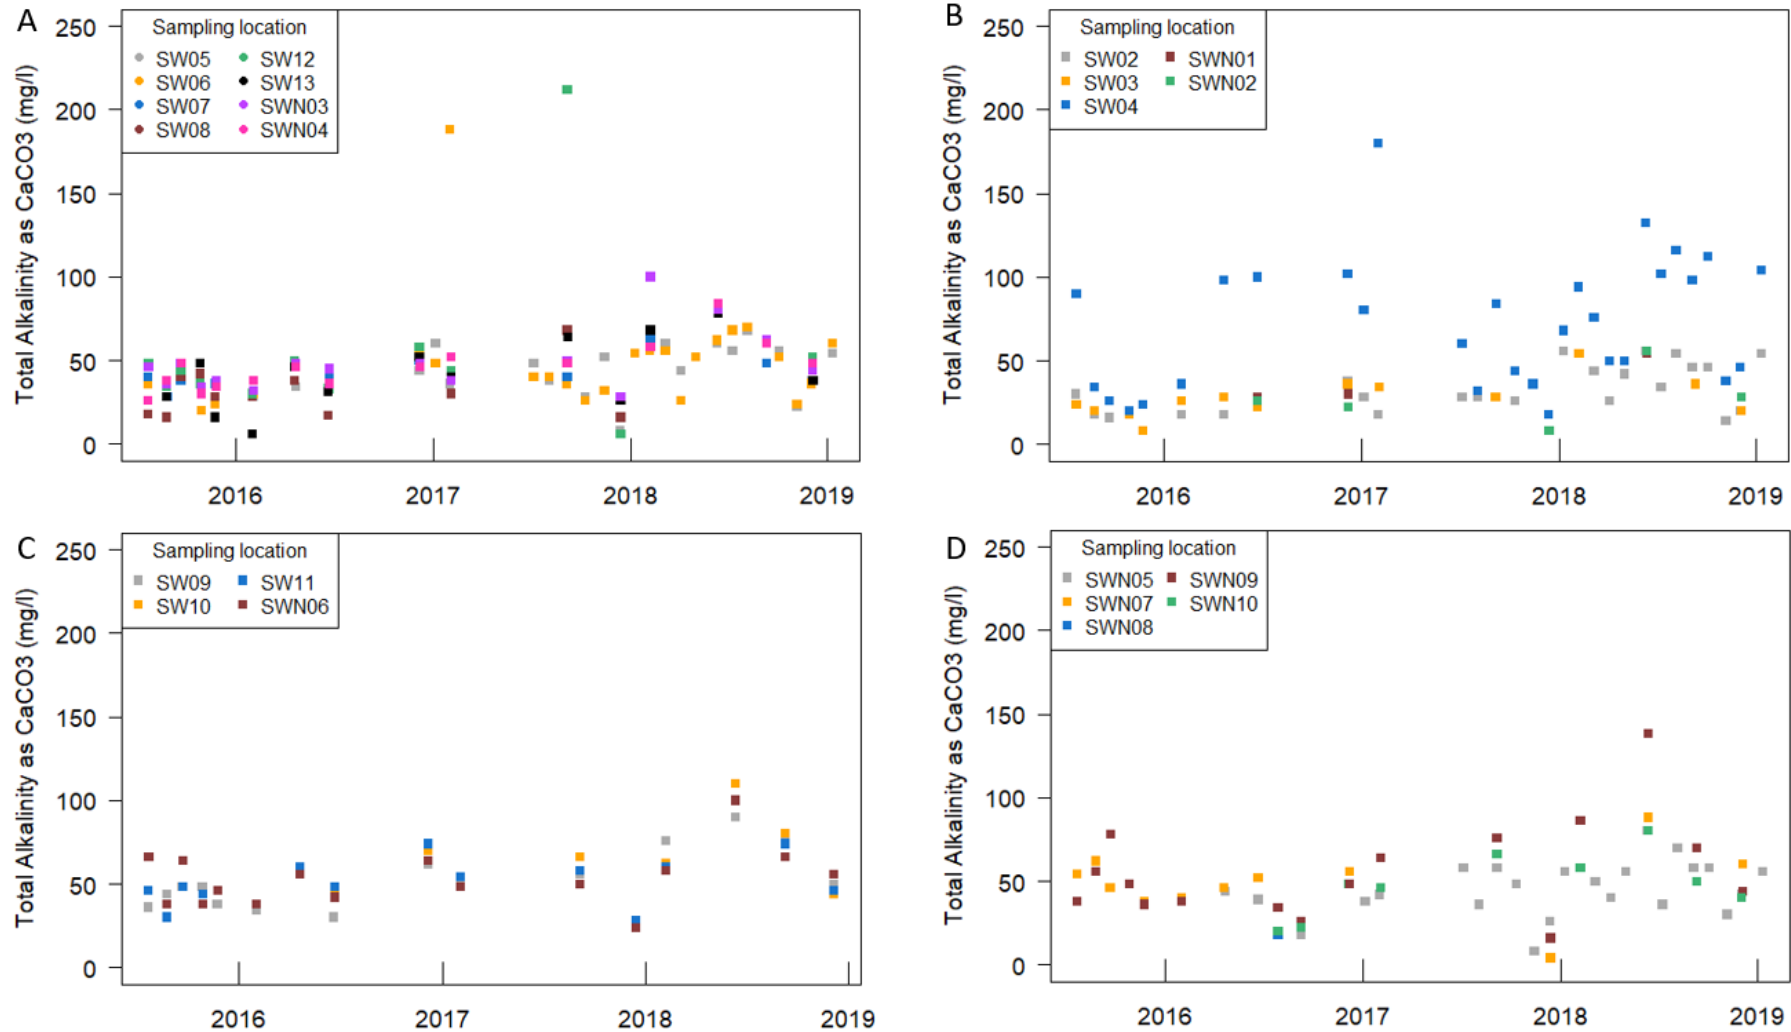 A
Total Alkalinity as CaCO3 (mg/l)
250
200
150
100
50
0
Sampling location
SW05 SW12
SW06 SW13
SW07 SWN03
SW08 SWN04
2016 2017 2018 2019
B
Total Alkalinity as CaCO3 (mg/l)
250
200
150
100
50
0
Sampling location
SW02 SWN01
SW03 SWN02
SW04
2016 2017 2018 2019
C
Total Alkalinity as CaCO3 (mg/l)
250
200
150
100
50
0
Sampling location
SW09 SW11
SW10 SWN06
2016 2017 2018 2019
D
Total Alkalinity as CaCO3 (mg/l)
250
200
150
100
50
0
Sampling location
SWN05 SWN09
SWN07 SWN10
SWN08
2016 2017 2018 2019